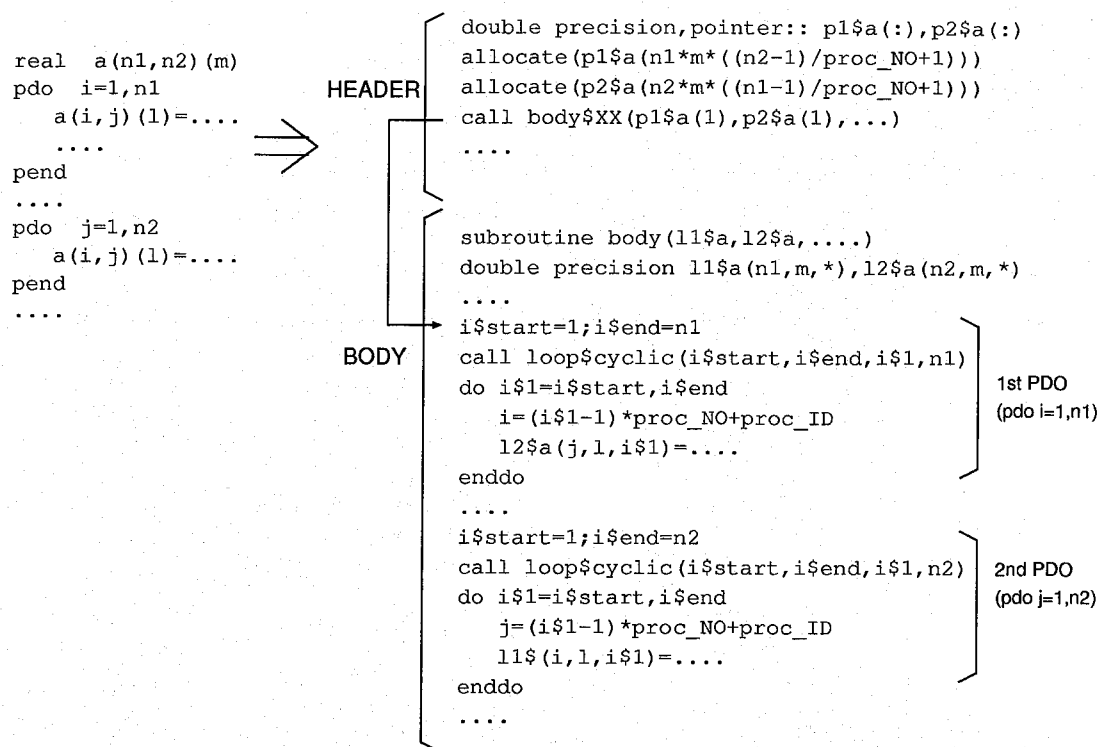 real a(n1,n2)(m)
pdo i=1,n1
a(i,j)(l)=....
....
pend
....
pdo j=1,n2
a(i,j)(l)=....
pend
....
HEADER
double precision,pointer:: p1$a(:),p2$a(:)
allocate(p1$a(n1*m*((n2-1)/proc_NO+1)))
allocate(p2$a(n2*m*((n1-1)/proc_NO+1)))
call body$XX(p1$a(1),p2$a(1),...)
....
BODY
subroutine body(l1$a,l2$a,....)
double precision l1$a(n1,m,*),l2$a(n2,m,*)
....
i$start=1;i$end=n1
call loop$cyclic(i$start,i$end,i$1,n1)
do i$1=i$start,i$end
i=(i$1-1)*proc_NO+proc_ID
l2$a(j,l,i$1)=....
enddo
....
1st PDO
(pdo i=1,n1)
i$start=1;i$end=n2
call loop$cyclic(i$start,i$end,i$1,n2)
do i$1=i$start,i$end
j=(i$1-1)*proc_NO+proc_ID
l1$(i,l,i$1)=....
enddo
....
2nd PDO
(pdo j=1,n2)